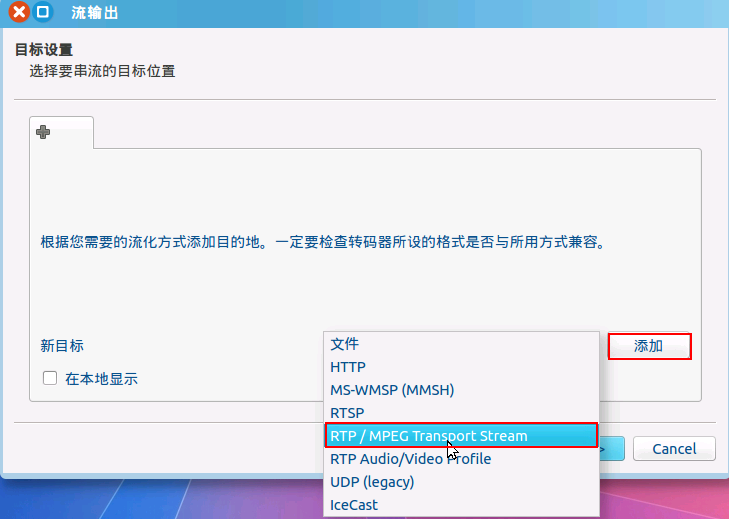 流输出
目标设置
选择要串流的目标位置
根据您需要的流化方式添加目的地。一定要检查转码器所设的格式是否与所用方式兼容。
新目标
添加
在本地显示
文件
HTTP
MS-WMSP (MMSH)
RTSP
RTP / MPEG Transport Stream
RTP Audio/Video Profile
UDP (legacy)
IceCast
>
Cancel